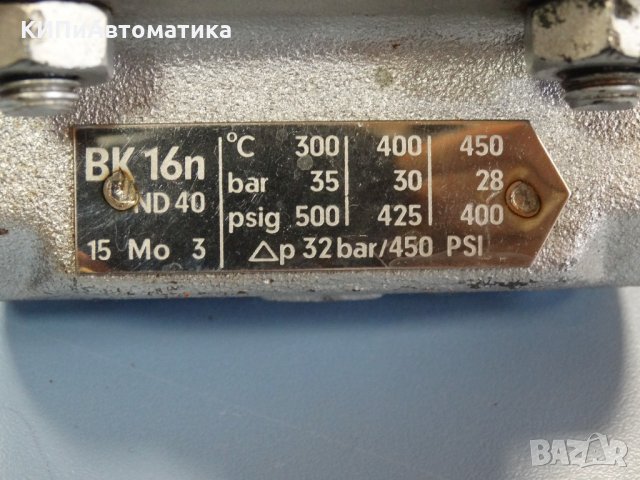 КИПиАвтоматика
BK 16n
ND 40
15 Mo 3
°C 300 400 450
bar 35 30 28
psig 500 425 400
△p 32 bar/450 PSI
BAZAR